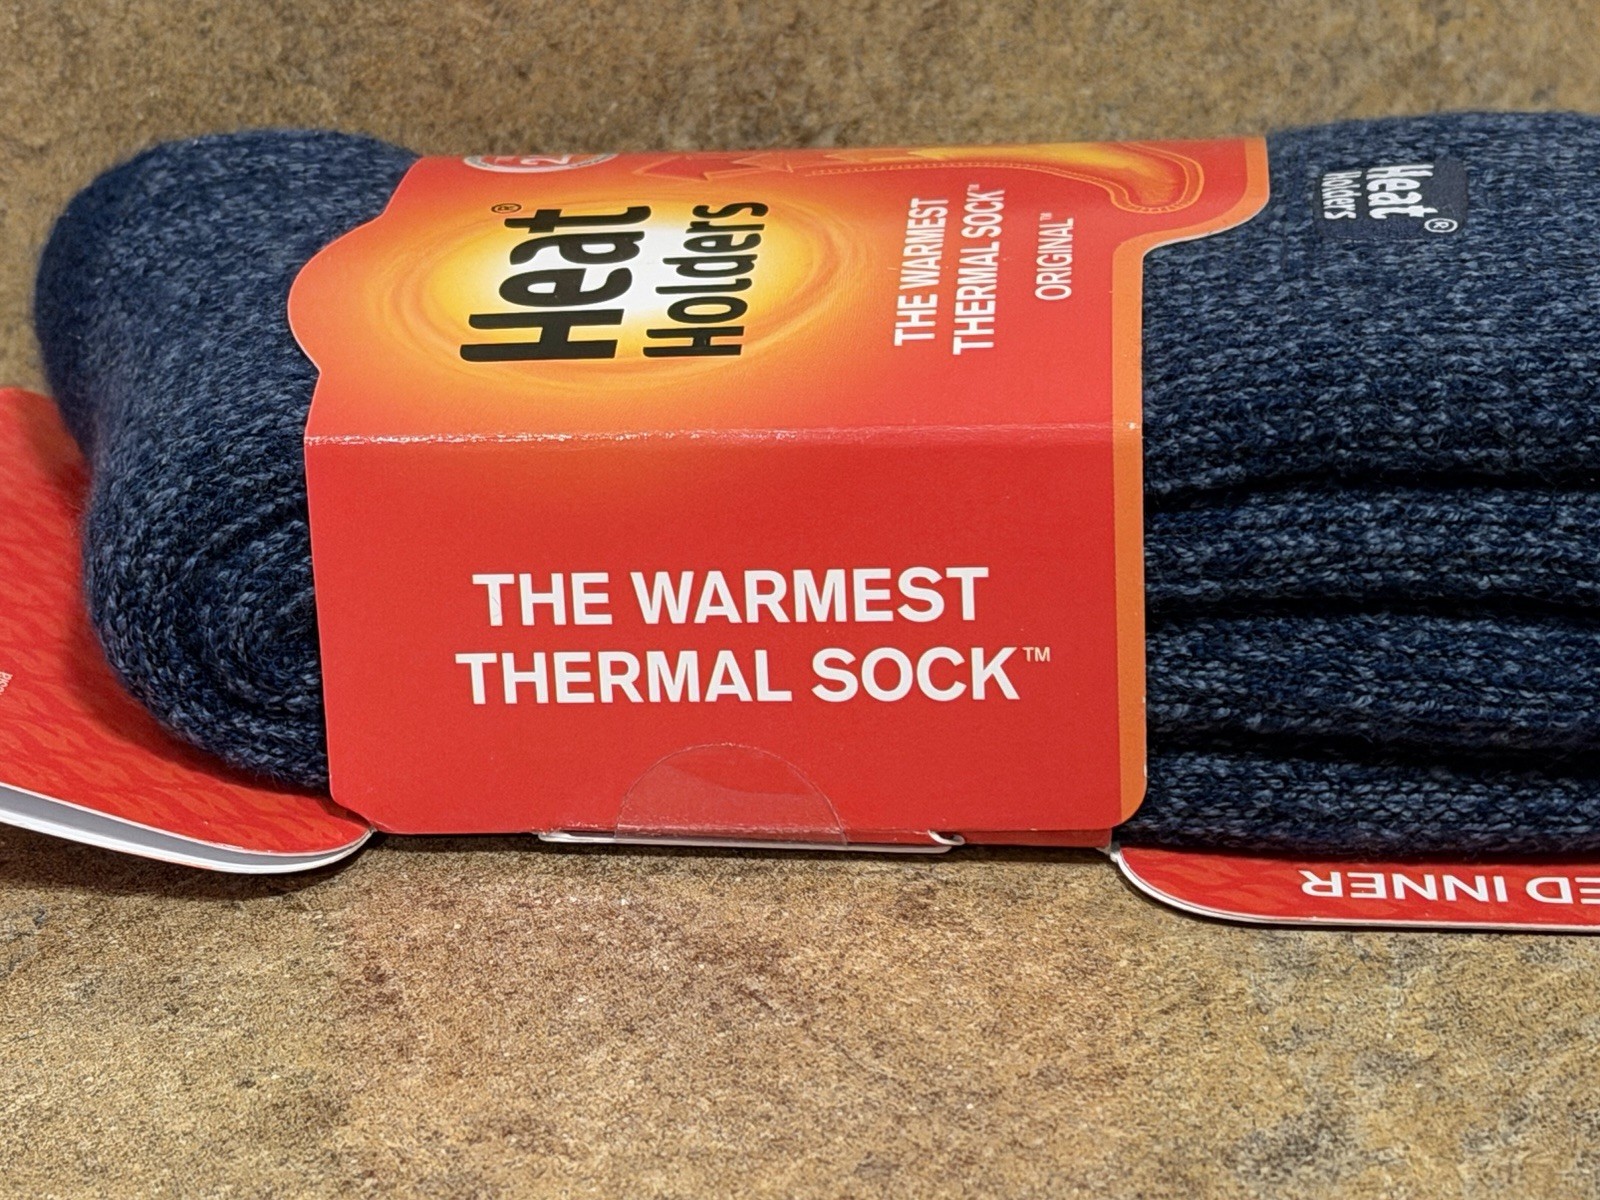 Heat®
Holders
THE WARMEST
THERMAL SOCK™
ORIGINAL™
Heat®
Holders
THE WARMEST
THERMAL SOCK™
ED INNER